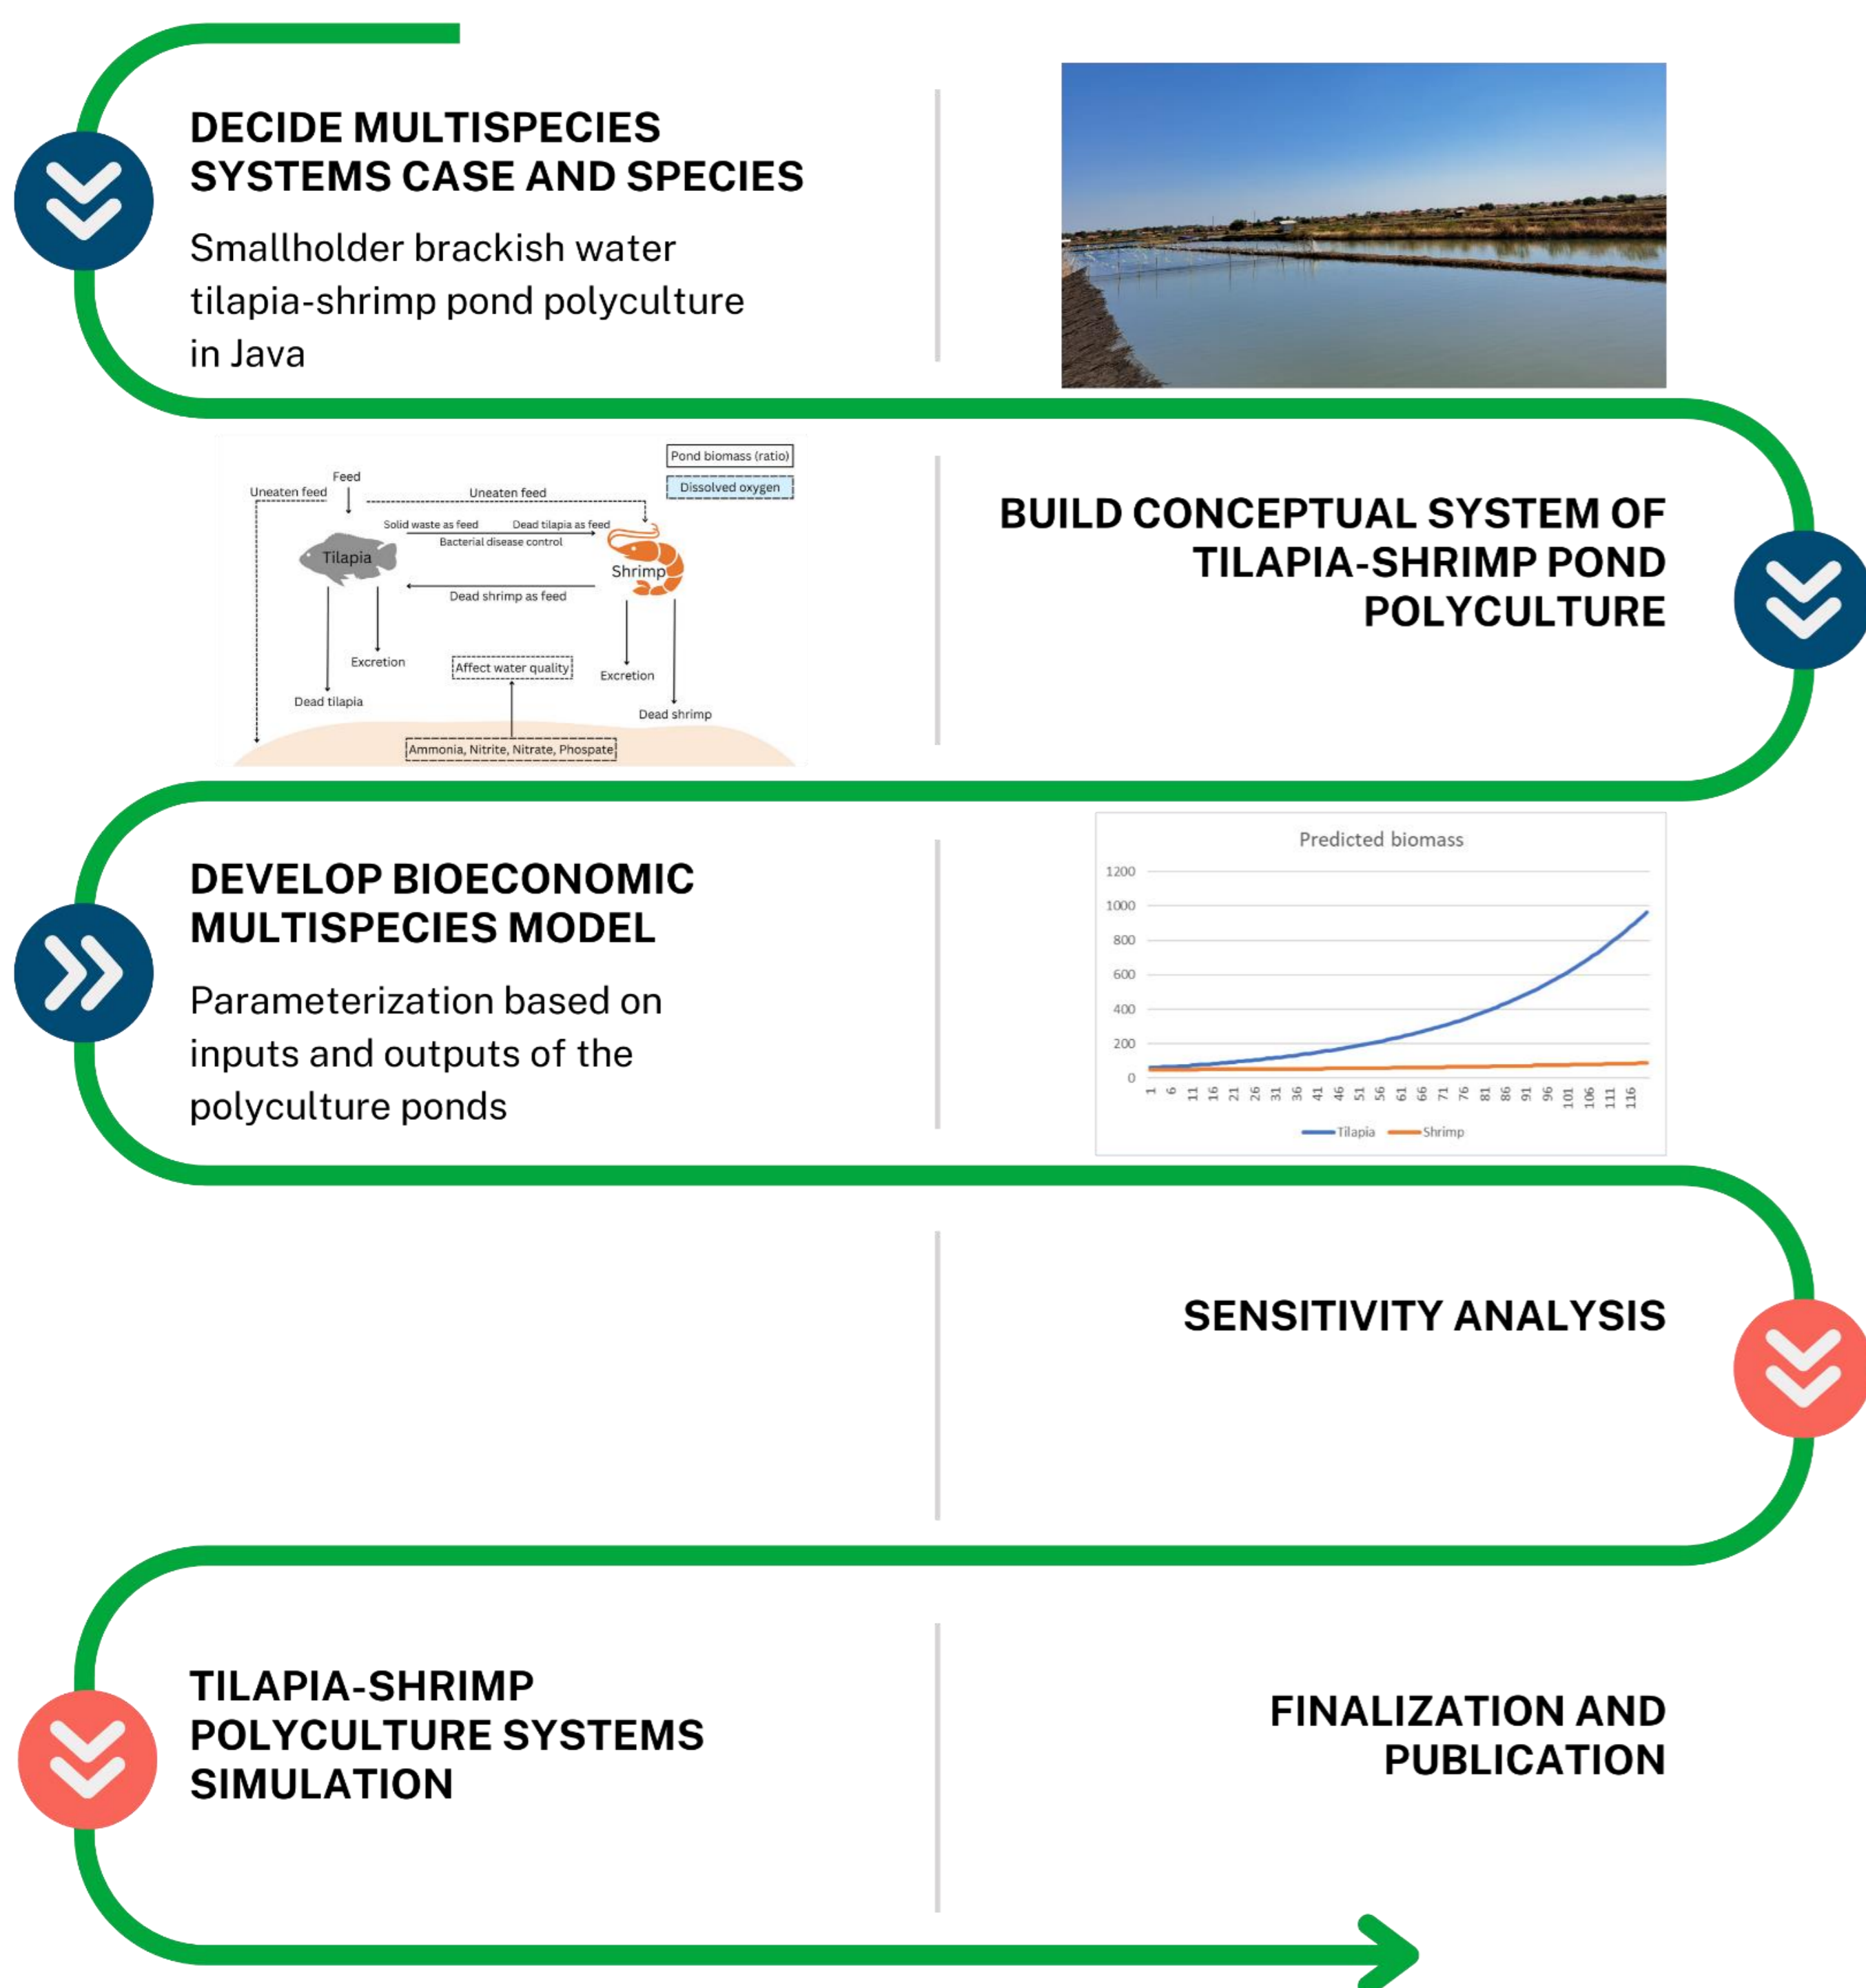 DECIDE MULTISPECIES
SYSTEMS CASE AND SPECIES
Smallholder brackish water
tilapia-shrimp pond polyculture
in Java
Pond biomass (ratio)
Dissolved oxygen
Feed
Uneaten feed
Uneaten feed
Solid waste as feed
Dead tilapia as feed
Bacterial disease control
Tilapia
Shrimp
Dead shrimp as feed
Excretion
Affect water quality
Excretion
Dead tilapia
Dead shrimp
Ammonia, Nitrite, Nitrate, Phospate
BUILD CONCEPTUAL SYSTEM OF
TILAPIA-SHRIMP POND
POLYCULTURE
DEVELOP BIOECONOMIC
MULTISPECIES MODEL
Parameterization based on
inputs and outputs of the
polyculture ponds
Predicted biomass
1200
1000
800
600
400
200
0
1 6 11 16 21 26 31 36 41 46 51 56 61 66 71 76 81 86 91 96 101 106 111 116
Tilapia Shrimp
SENSITIVITY ANALYSIS
TILAPIA-SHRIMP
POLYCULTURE SYSTEMS
SIMULATION
FINALIZATION AND
PUBLICATION